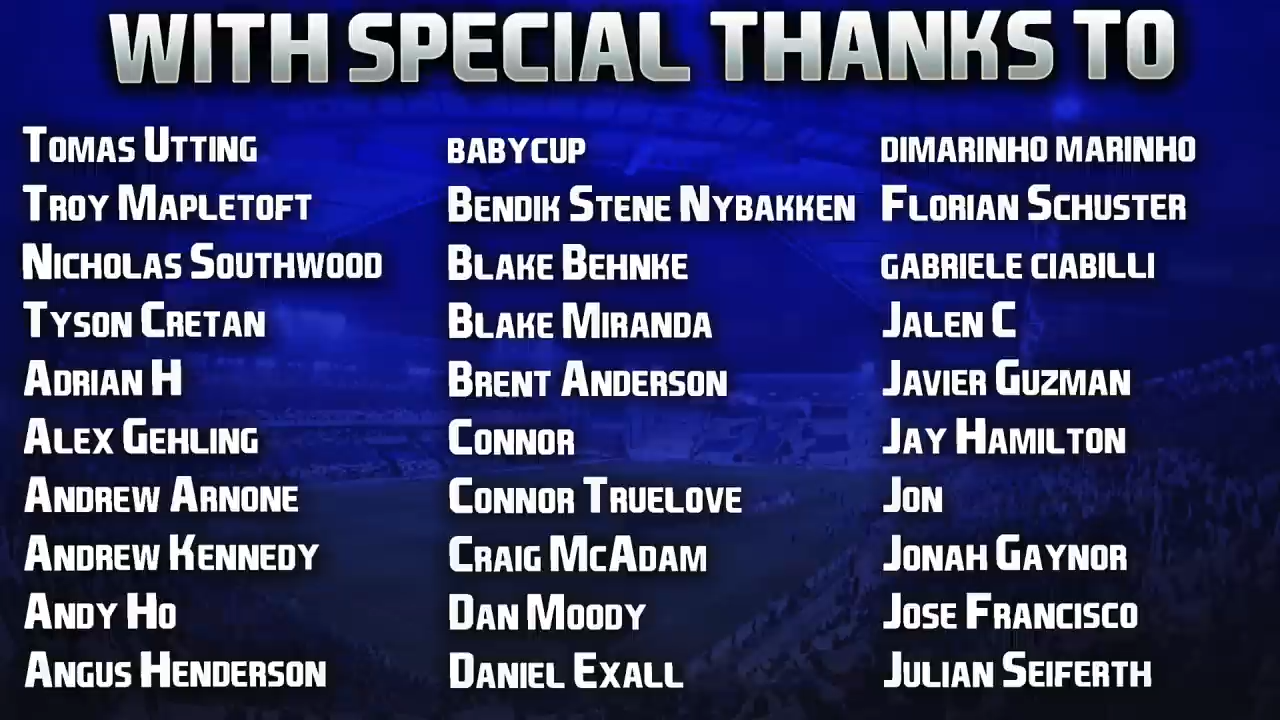 WITH SPECIAL THANKS TO
Tomas Utting
Troy Mapletoft
Nicholas Southwood
Tyson Cretan
Adrian H
Alex Gehling
Andrew Arnone
Andrew Kennedy
Andy Ho
Angus Henderson
babycup
Bendik Stene Nybakken
Blake Behnke
Blake Miranda
Brent Anderson
Connor
Connor Truelove
Craig McAdam
Dan Moody
Daniel Exall
dimarinho marinho
Florian Schuster
gabriele ciabilli
Jalen C
Javier Guzman
Jay Hamilton
Jon
Jonah Gaynor
Jose Francisco
Julian Seiferth